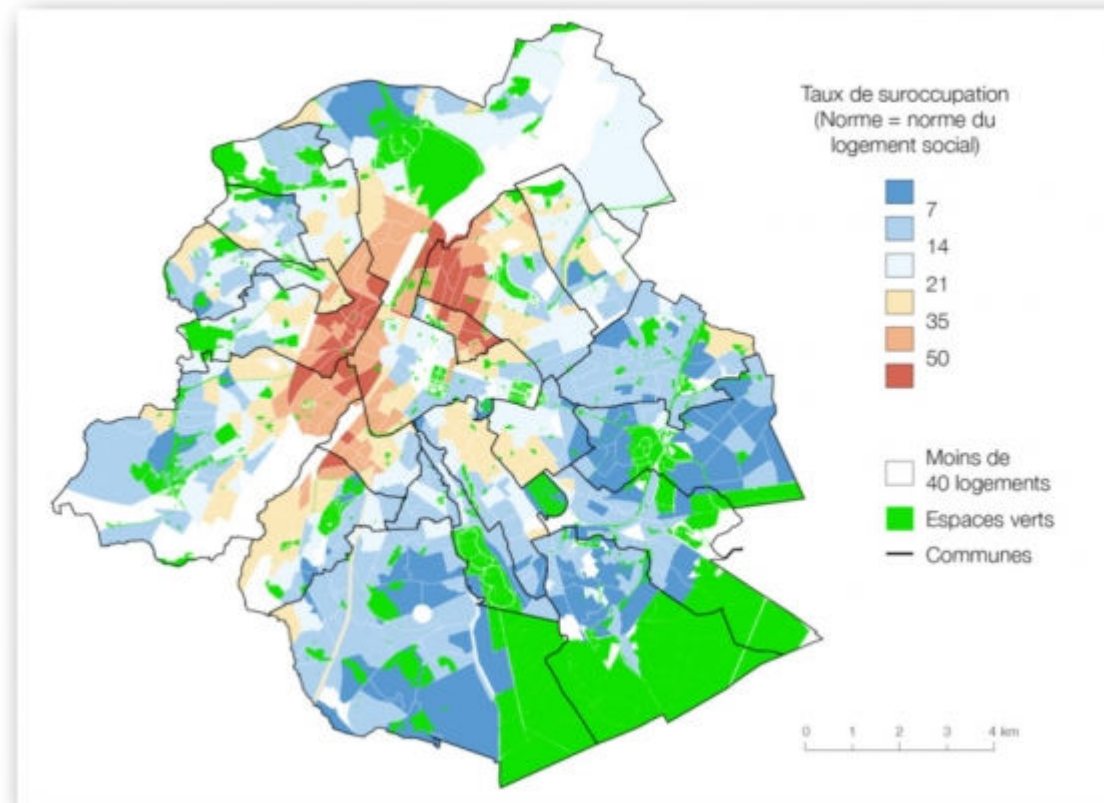 Taux de suroccupation
(Norme = norme du
logement social)
7
14
21
35
50
Moins de
40 logements
Espaces verts
Communes
0 1 2 3 4 km